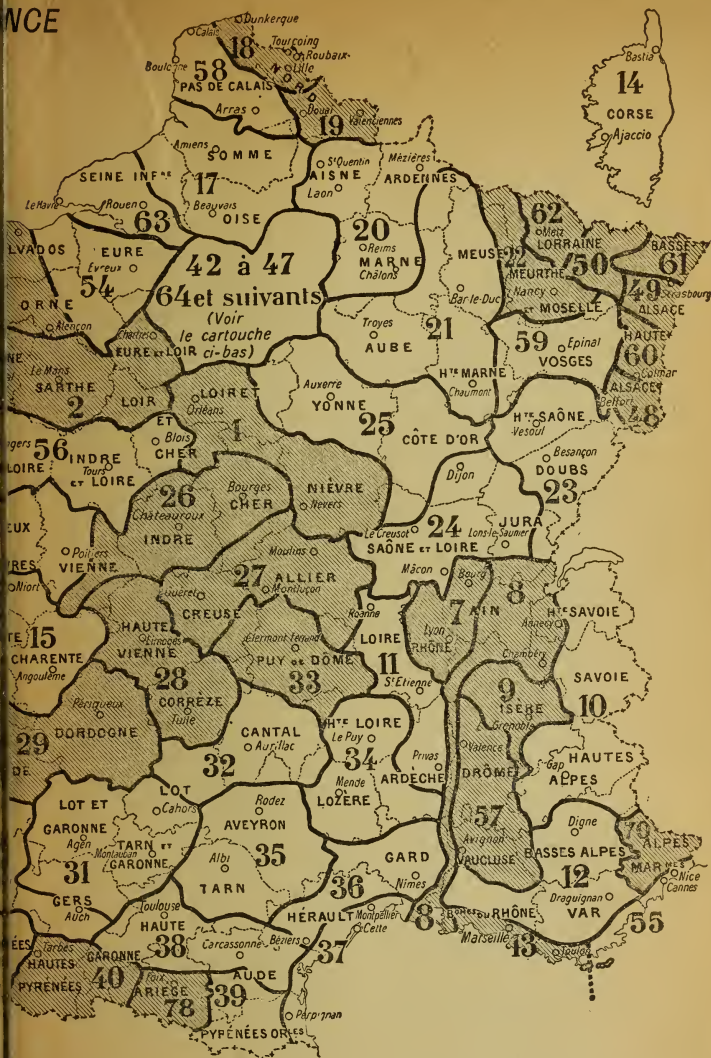 NCE
Dunkerque
Calais
18
Tourcoing
Roubaix
Lille
NORD
58
PAS DE CALAIS
Arras
Douai
19
Valenciennes
Bastia
14
CORSE
Ajaccio
Amiens
SOMME
17
SEINE INFRE
Le Havre
Rouen
63
Beauvais
OISE
St Quentin
AISNE
Laon
Mézières
ARDENNES
20
Reims
MARNE
Châlons
MEUSE
22
Bar le Duc
62
Metz
LORRAINE
50
BASSE
61
MEURTHE
Nancy
ET MOSELLE
49
Strasbourg
ALSACE
HAUTE
60
Colmar
ALSACE
Belfort
48
LVADOS
EURE
Evreux
54
ORNE
Alençon
42 à 47
64 et suivants
(Voir
le cartouche
ci-bas)
Chartres
EURE et LOIR
Troyes
AUBE
21
59
Epinal
VOSGES
HTE MARNE
Chaumont
Le Mans
SARTHE
2
LOIR
LOIRET
Orléans
1
Auxerre
YONNE
25
CÔTE D'OR
Dijon
HTE SAÔNE
Vesoul
Besançon
DOUBS
23
ET
Blois
CHER
56
LOIRE
INDRE
Tours
ET LOIRE
26
Châteauroux
INDRE
Bourges
CHER
NIÈVRE
Nevers
Le Creusot
24
SAÔNE ET LOIRE
Lons-le-Saunier
JURA
Mâcon
Poitiers
VIENNE
Niort
Moulins
27
ALLIER
Montluçon
Guéret
CREUSE
Roanne
LOIRE
11
St Etienne
Bourg
7
AIN
8
Lyon
RHÔNE
HTE SAVOIE
Annecy
Chambéry
SAVOIE
10
15
CHARENTE
Angoulême
HAUTE
Limoges
VIENNE
28
CORRÈZE
Tulle
Clermont-Ferrand
PUY DE DÔME
33
9
ISÈRE
Grenoble
Périgueux
29
DORDOGNE
DE
CANTAL
Aurillac
32
HTE LOIRE
Le Puy
34
Privas
ARDÈCHE
Valence
DRÔME
57
Gap
HAUTES
ALPES
LOT ET
GARONNE
Agen
31
LOT
Cahors
TARN ET
GARONNE
Montauban
GERS
Auch
Rodez
AVEYRON
35
Albi
TARN
Mende
LOZÈRE
GARD
Nîmes
36
Avignon
VAUCLUSE
Digne
BASSES ALPES
12
79
ALPES
MARMES
Nice
Cannes
Draguignan
VAR
55
Toulouse
HAUTE
38
GARONNE
Tarbes
HAUTES
PYRENÉES
40
Foix
ARIÈGE
78
Carcassonne
AUDE
39
Béziers
HÉRAULT
Montpellier
Cette
37
8
BCHES DU RHÔNE
Marseille
13
Toulon
Perpignan
PYPÉNÉES ORLES